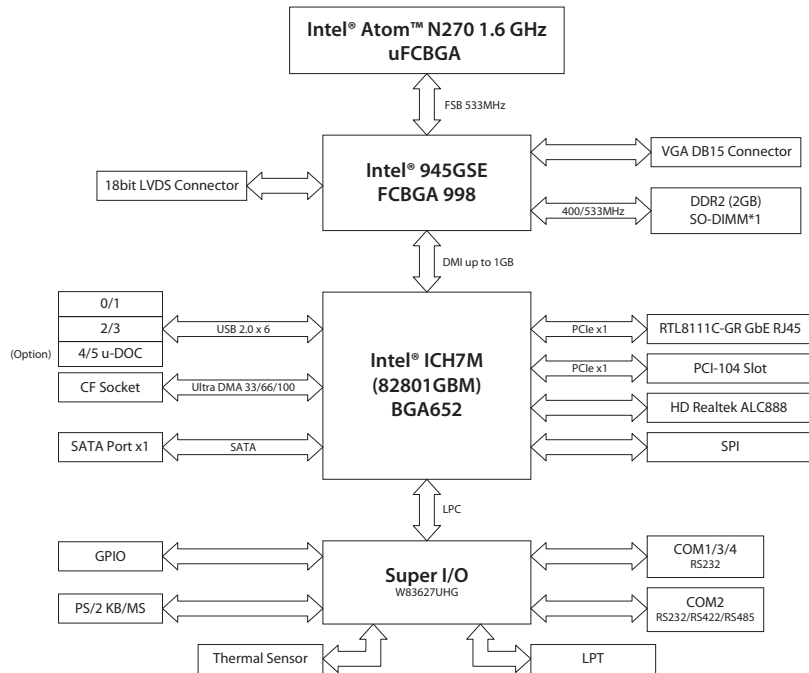 Intel® Atom™ N270 1.6 GHz
uFCBGA
FSB 533MHz
Intel® 945GSE
FCBGA 998
18bit LVDS Connector
VGA DB15 Connector
400/533MHz
DDR2 (2GB)
SO-DIMM*1
DMI up to 1GB
0/1
2/3
(Option)
4/5 u-DOC
USB 2.0 x 6
CF Socket
Ultra DMA 33/66/100
SATA Port x1
SATA
Intel® ICH7M
(82801GBM)
BGA652
PCIe x1
RTL8111C-GR GbE RJ45
PCIe x1
PCI-104 Slot
HD Realtek ALC888
SPI
LPC
GPIO
PS/2 KB/MS
Super I/O
W83627UHG
COM1/3/4
RS232
COM2
RS232/RS422/RS485
Thermal Sensor
LPT